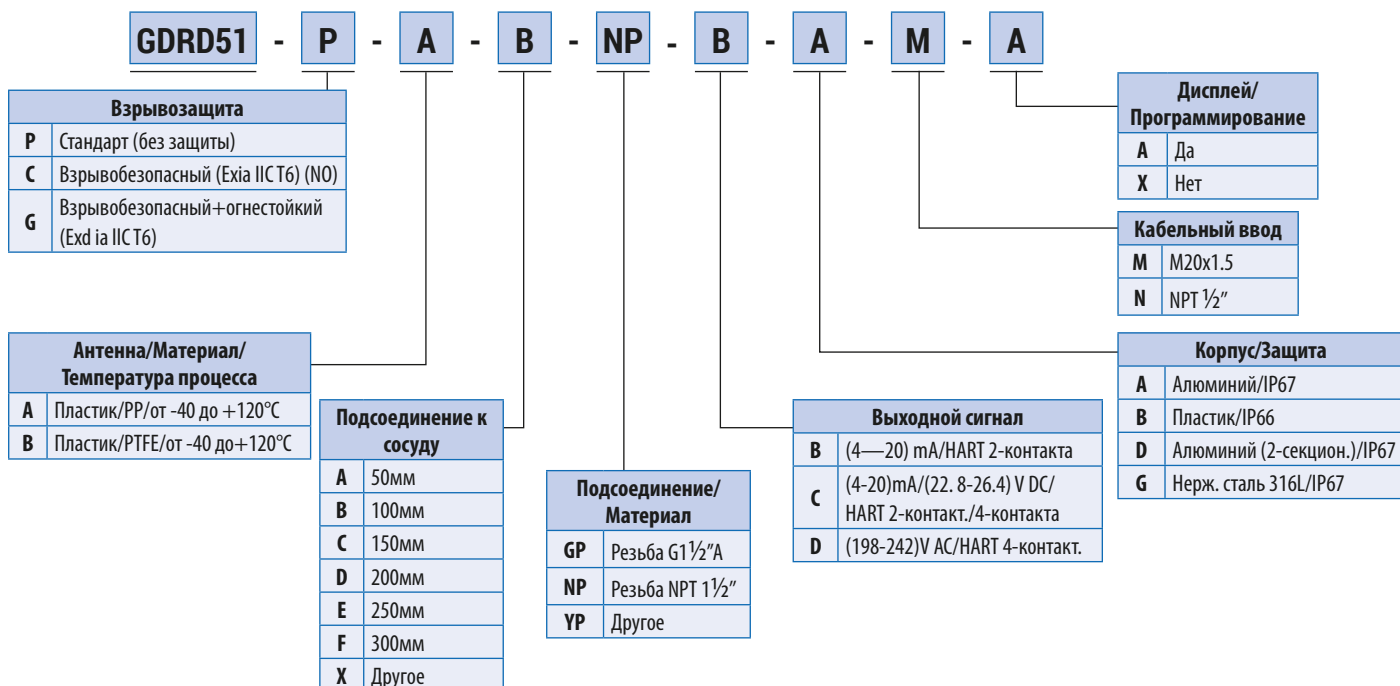 GDRD51 - P - A - B - NP - B - A - M - A
Взрывозащита
P Стандарт (без защиты)
C Взрывобезопасный (Exia IIC T6) (NO)
G Взрывобезопасный+огнестойкий
(Exd ia IIC T6)
Дисплей/
Программирование
A Да
X Нет
Кабельный ввод
M M20x1.5
N NPT ½″
Антенна/Материал/
Температура процесса
A Пластик/PP/от -40 до +120°C
B Пластик/PTFE/от -40 до+120°C
Подсоединение к
сосуду
A 50мм
B 100мм
C 150мм
D 200мм
E 250мм
F 300мм
X Другое
Подсоединение/
Материал
GP Резьба G1½″A
NP Резьба NPT 1½″
YP Другое
Выходной сигнал
B (4—20) mA/HART 2-контакта
C (4-20)mA/(22. 8-26.4) V DC/
HART 2-контакт./4-контакта
D (198-242)V AC/HART 4-контакт.
Корпус/Защита
A Алюминий/IP67
B Пластик/IP66
D Алюминий (2-секцион.)/IP67
G Нерж. сталь 316L/IP67